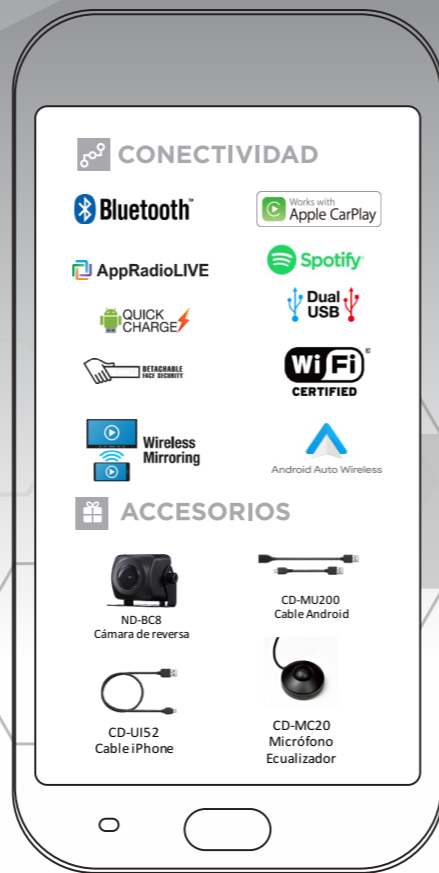 CONECTIVIDAD
Bluetooth™
Works with
Apple CarPlay
AppRadioLIVE
Spotify
QUICK
CHARGE
Dual
USB
DETACHABLE
FACE SECURITY
Wi Fi®
CERTIFIED
Wireless
Mirroring
Android Auto Wireless
ACCESORIOS
ND-BC8
Cámara de reversa
CD-MU200
Cable Android
CD-UI52
Cable iPhone
CD-MC20
Micrófono
Ecualizador